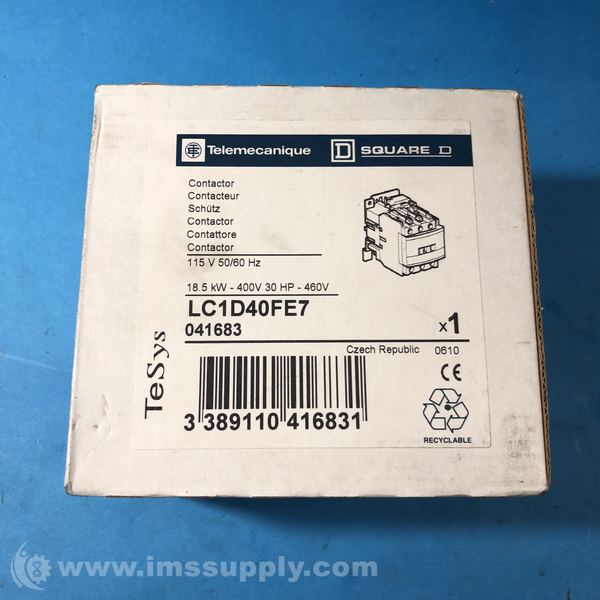 Telemecanique D SQUARE D
Contactor
Contacteur
Schütz
Contactor
Contattore
Contactor
115 V 50/60 Hz
18.5 kW - 400V 30 HP - 460V
LC1D40FE7
041683
x1
Czech Republic 0610
TeSys
CE
3 389110 416831
RECYCLABLE
www.imssupply.com